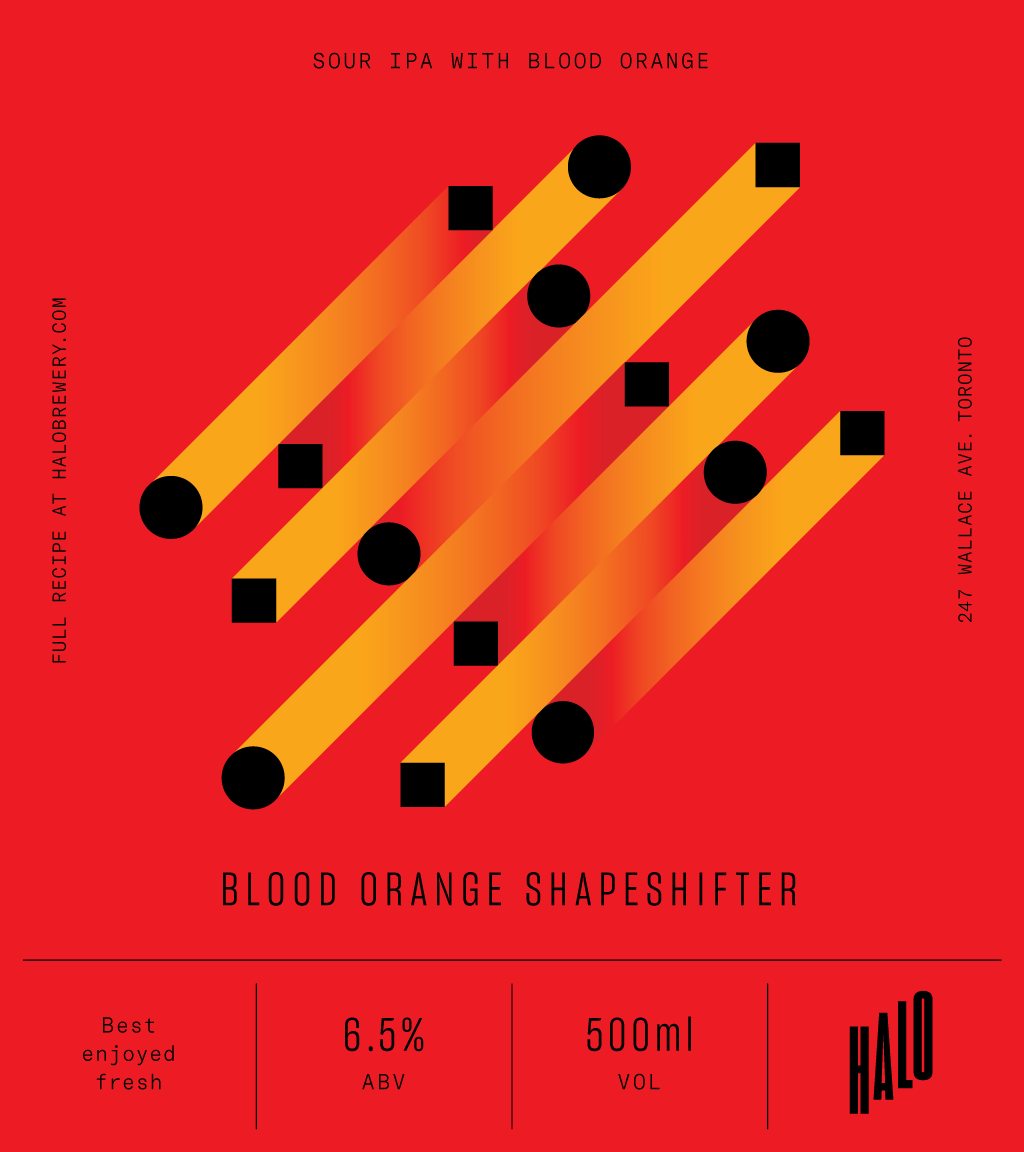 SOUR IPA WITH BLOOD ORANGE
FULL RECIPE AT HALOBREWERY.COM
247 WALLACE AVE. TORONTO
BLOOD ORANGE SHAPESHIFTER
Best
enjoyed
fresh
6.5%
ABV
500ml
VOL
HALO